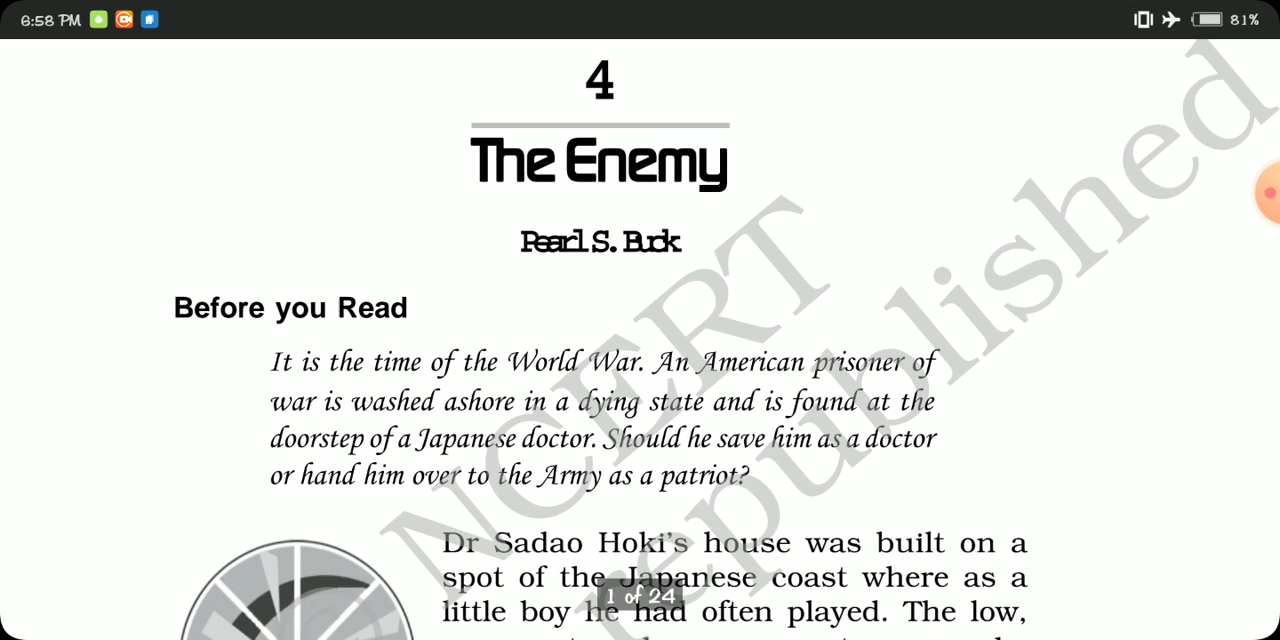 6:58 PM
81%
4
The Enemy
Pearl S. Buck
Before you Read
It is the time of the World War. An American prisoner of
war is washed ashore in a dying state and is found at the
doorstep of a Japanese doctor. Should he save him as a doctor
or hand him over to the Army as a patriot?
Dr Sadao Hoki's house was built on a
spot of the Japanese coast where as a
little boy he had often played. The low,
1 of 24
NCERT
republished